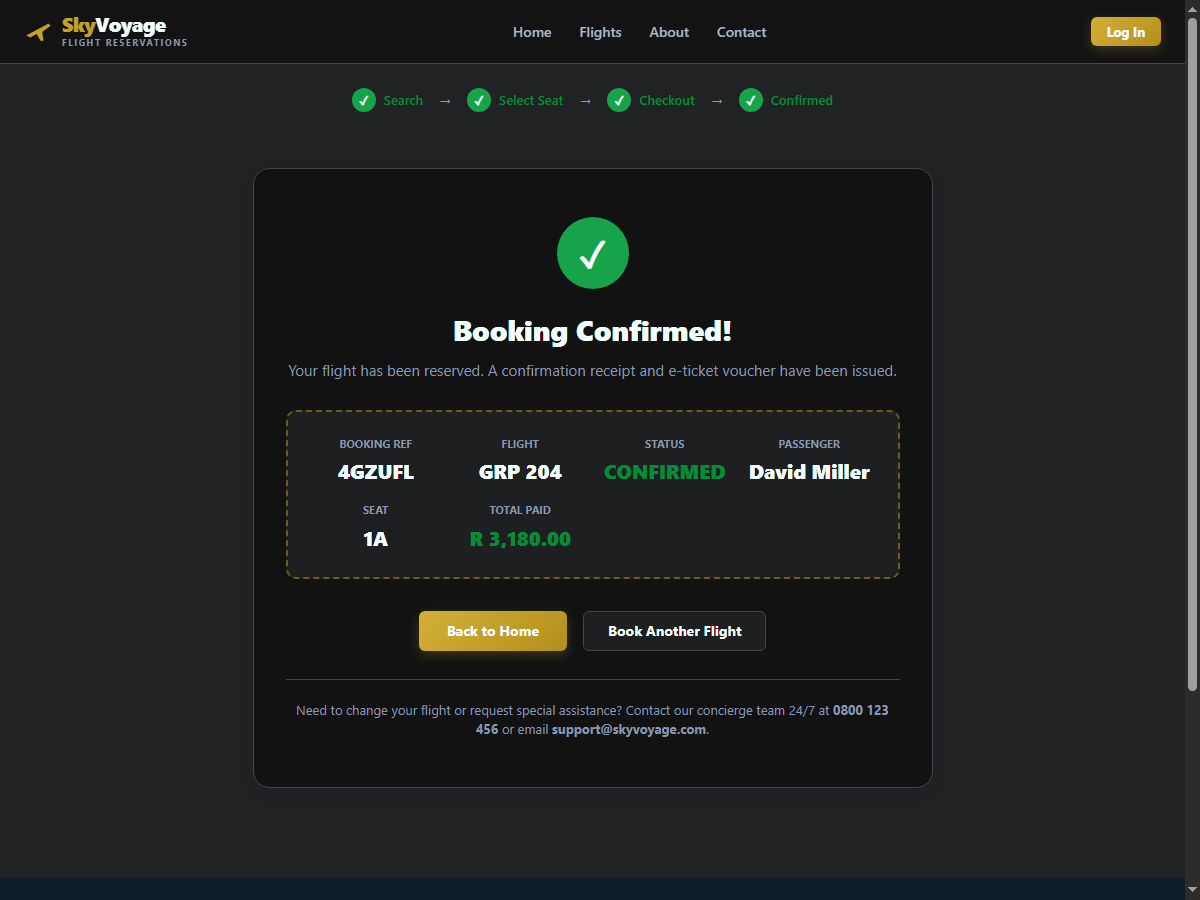 SkyVoyage
FLIGHT RESERVATIONS
Home Flights About Contact
Log In
✓ Search → ✓ Select Seat → ✓ Checkout → ✓ Confirmed
✓
Booking Confirmed!
Your flight has been reserved. A confirmation receipt and e-ticket voucher have been issued.
BOOKING REF FLIGHT STATUS PASSENGER
4GZUFL GRP 204 CONFIRMED David Miller
SEAT TOTAL PAID
1A R 3,180.00
Back to Home Book Another Flight
Need to change your flight or request special assistance? Contact our concierge team 24/7 at 0800 123
456 or email support@skyvoyage.com.